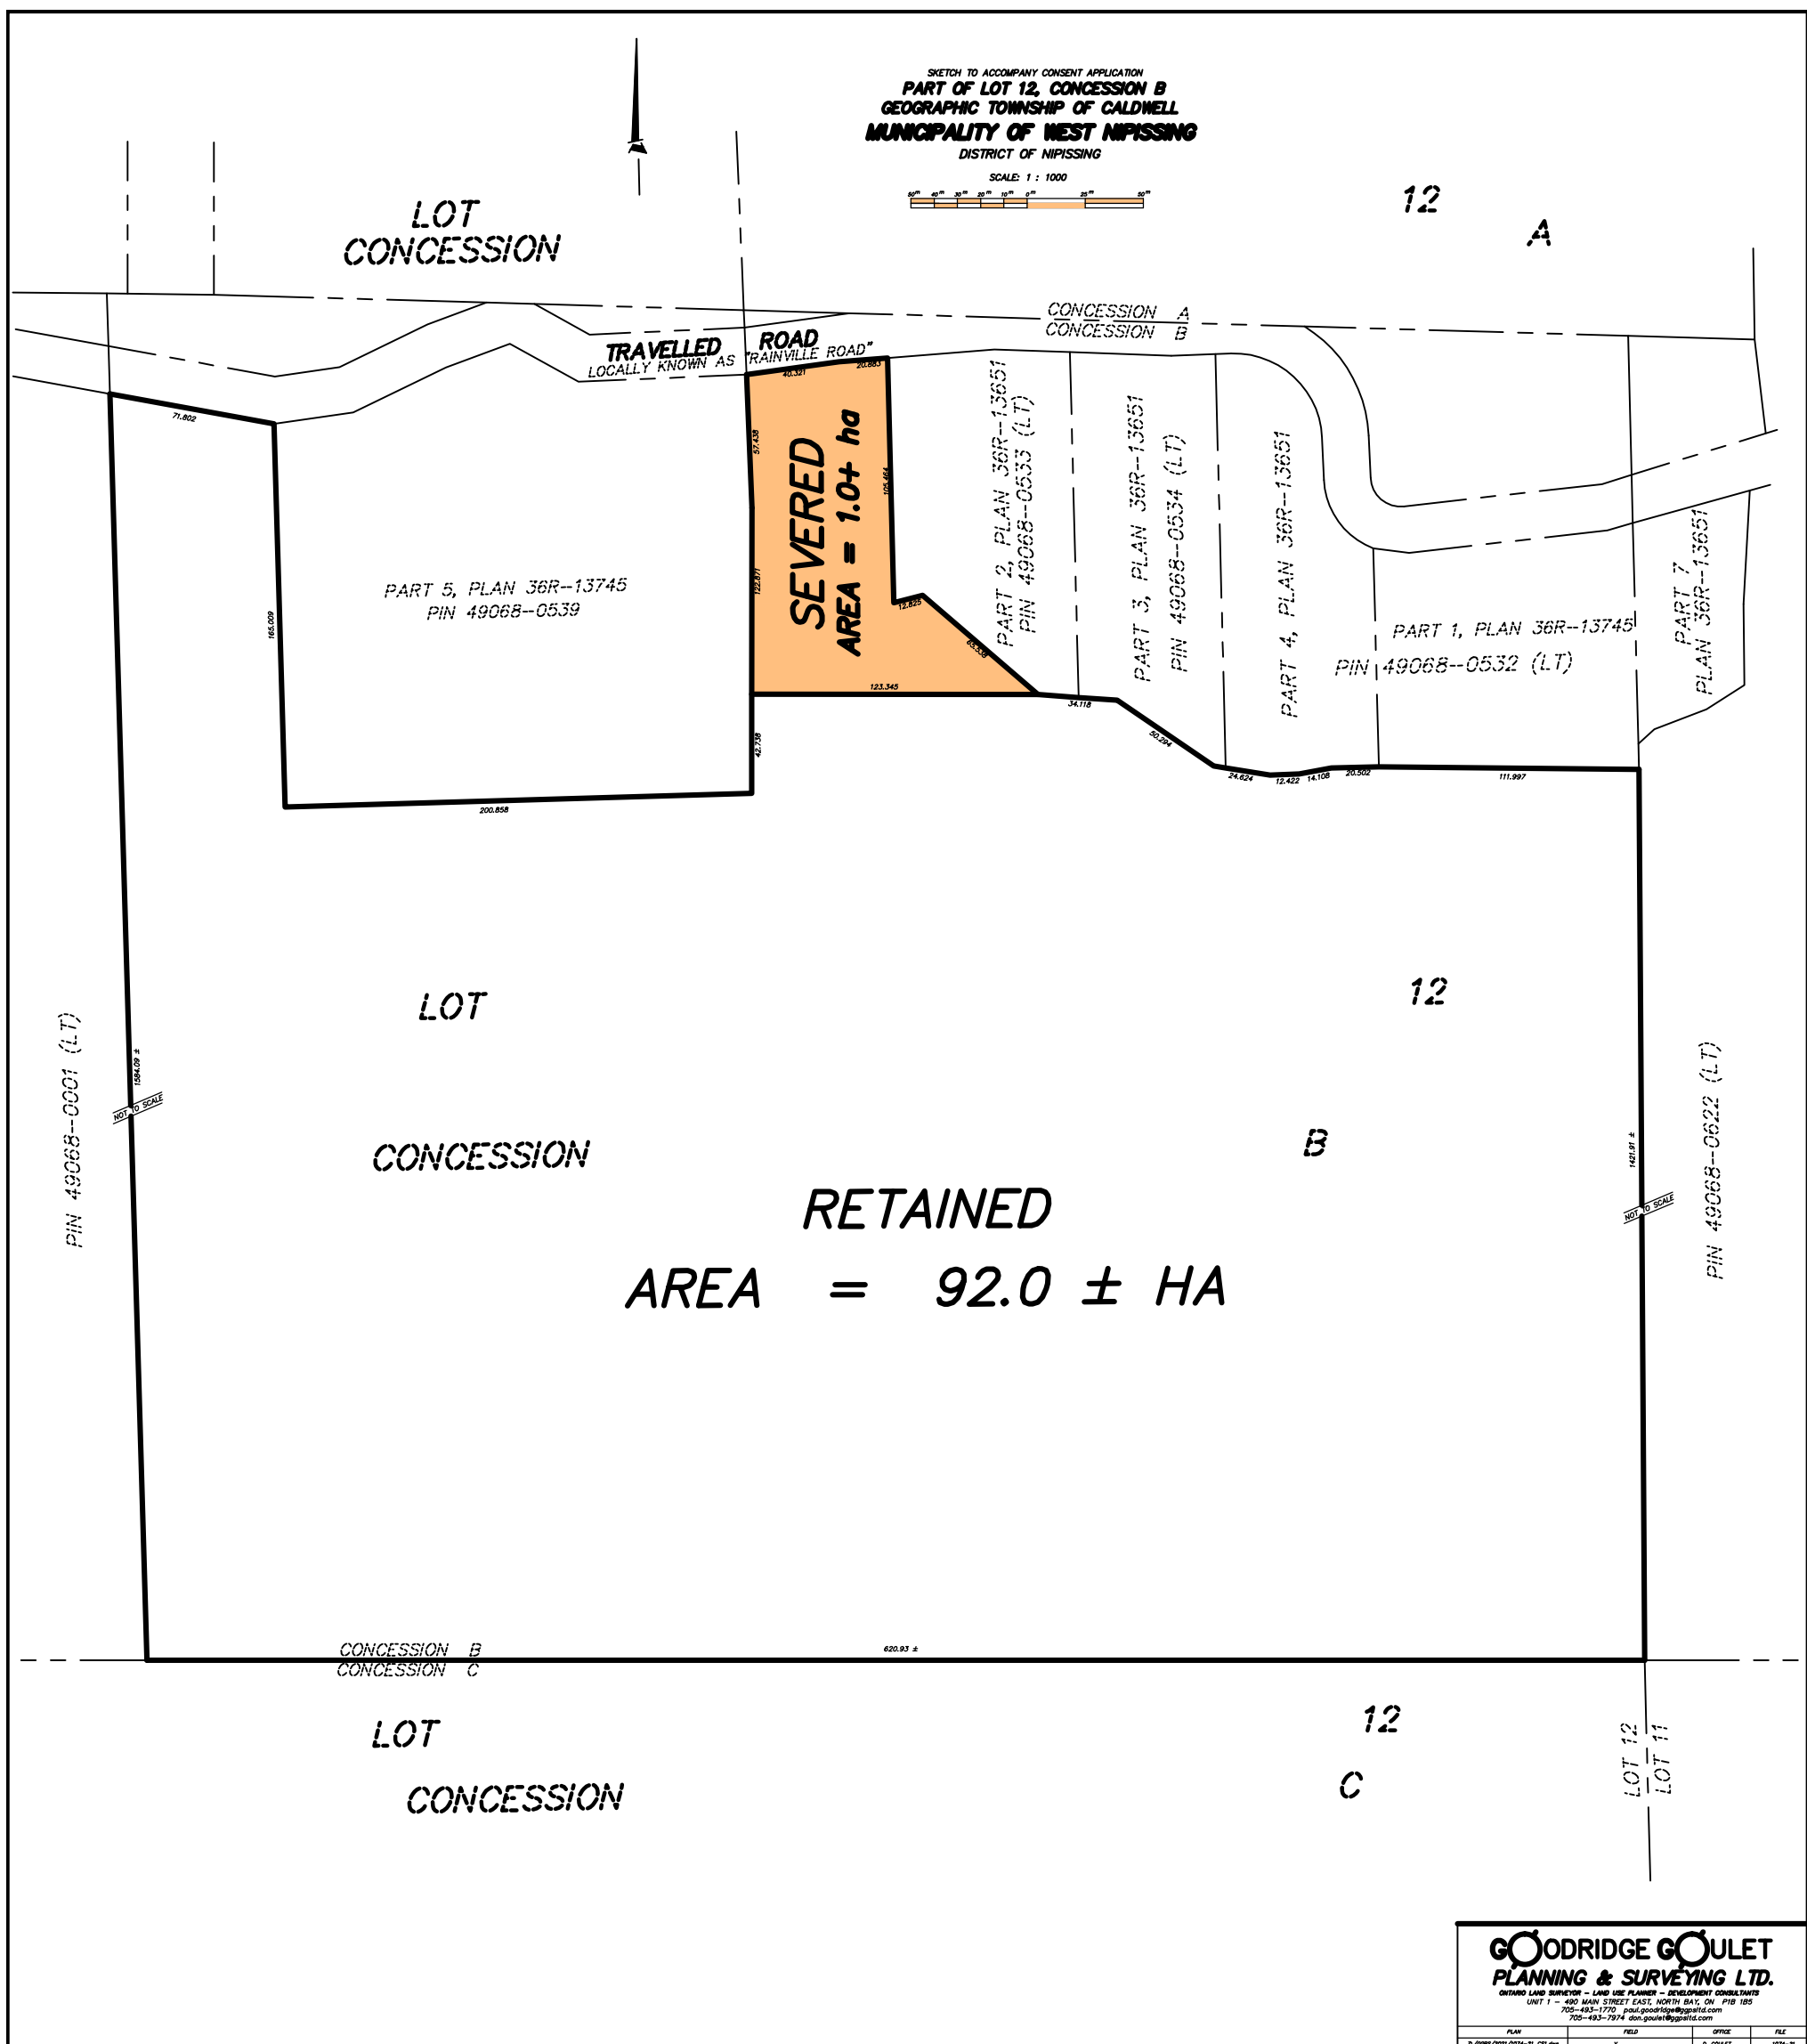 SKETCH TO ACCOMPANY CONSENT APPLICATION
PART OF LOT 12, CONCESSION B
GEOGRAPHIC TOWNSHIP OF CALDWELL
MUNICIPALITY OF WEST NIPISSING
DISTRICT OF NIPISSING
SCALE: 1 : 1000
50m 40m 30m 20m 10m 0m 25m 50m
LOT 12
CONCESSION A
CONCESSION A
CONCESSION B
TRAVELLED ROAD
LOCALLY KNOWN AS "RAINVILLE ROAD"
40.321
20.883
71.802
57.438
105.464
122.871
12.825
123.345
42.738
165.009
200.858
SEVERED
AREA = 1.0+ ha
PART 5, PLAN 36R--13745
PIN 49068--0539
PART 2, PLAN 36R--13651
PIN 49068--0533 (LT)
PART 3, PLAN 36R--13651
PIN 49068--0534 (LT)
PART 4, PLAN 36R--13651
PART 1, PLAN 36R--13745
PIN 49068--0532 (LT)
PART 7
PLAN 36R--13651
34.118
50.294
24.624
12.422
14.108
20.502
111.997
LOT 12
CONCESSION B
PIN 49068--0001 (LT)
1584.09 ±
NOT TO SCALE
RETAINED
AREA = 92.0 ± HA
1421.91 ±
NOT TO SCALE
PIN 49068--0622 (LT)
CONCESSION B
CONCESSION C
620.93 ±
LOT 12
CONCESSION C
LOT 12
LOT 11
GOODRIDGE GOULET
PLANNING & SURVEYING LTD.
ONTARIO LAND SURVEYOR - LAND USE PLANNER - DEVELOPMENT CONSULTANTS
UNIT 1 - 490 MAIN STREET EAST, NORTH BAY, ON P1B 1B5
705-493-1770 paul.goodridge@ggpsltd.com
705-493-7974 don.goulet@ggpsltd.com
PLAN FIELD OFFICE FILE